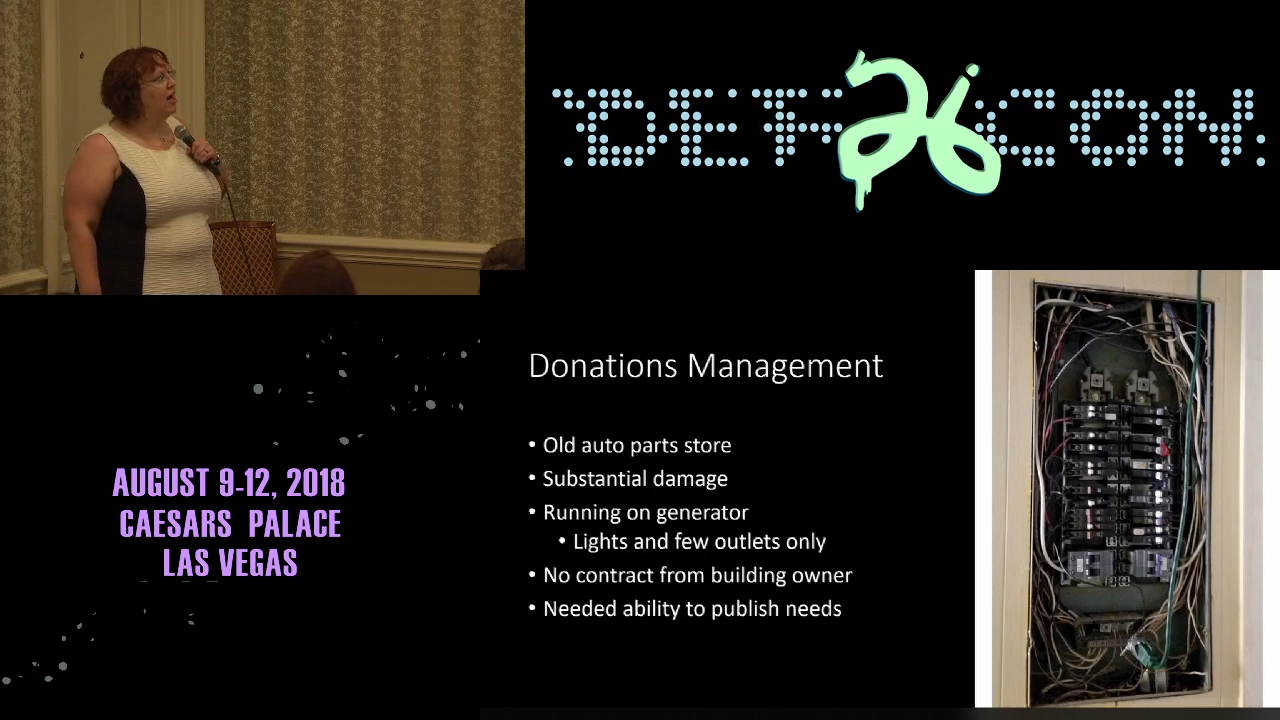 DEF 26 CON
Donations Management
• Old auto parts store
• Substantial damage
• Running on generator
• Lights and few outlets only
• No contract from building owner
• Needed ability to publish needs
AUGUST 9-12, 2018
CAESARS PALACE
LAS VEGAS